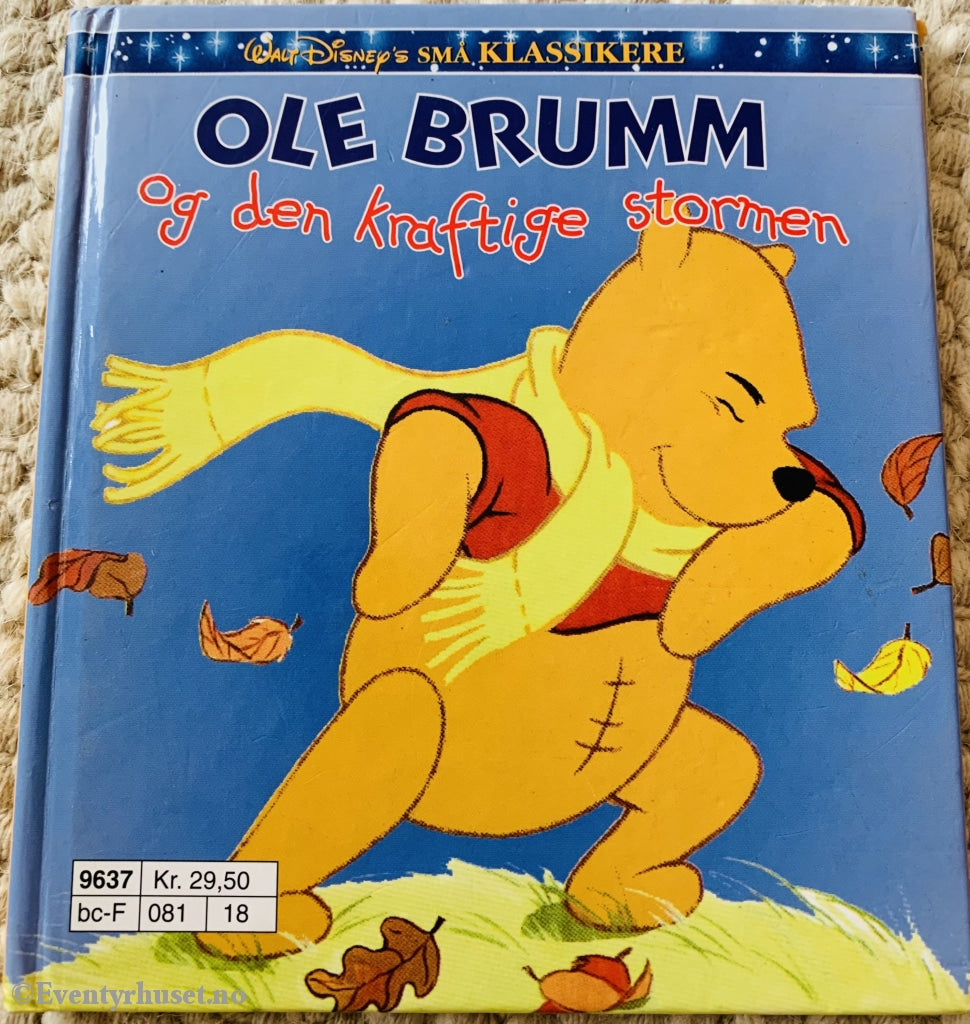 WALT DISNEY'S SMÅ KLASSIKERE
OLE BRUMM
og den kraftige stormen
9637 Kr. 29,50
bc-F 081 18
©Eventyrhuset.no